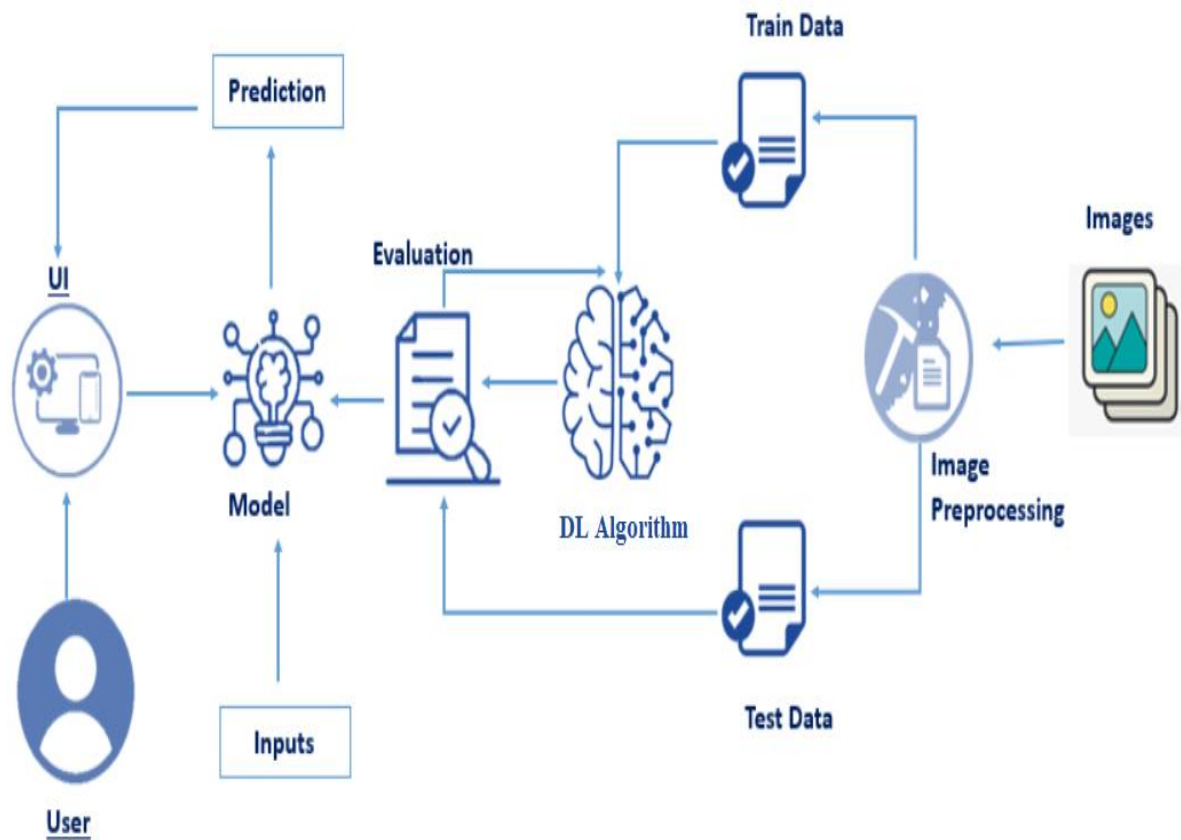 Train Data
Prediction
Images
Evaluation
UI
Image
Preprocessing
Model
DL Algorithm
Test Data
Inputs
User